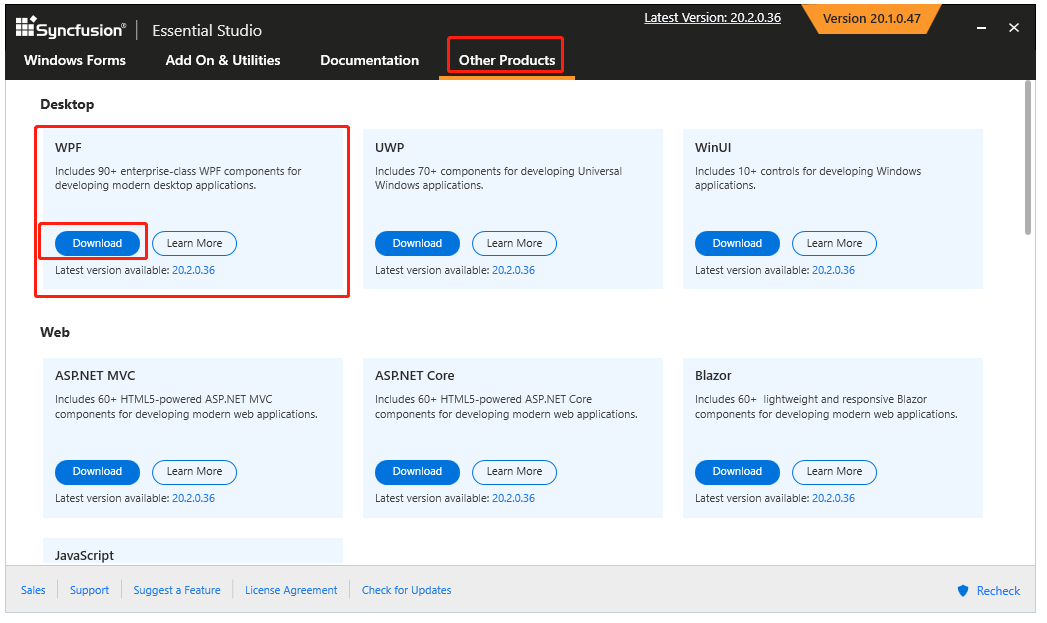 Syncfusion® Essential Studio
Latest Version: 20.2.0.36
Version 20.1.0.47
Windows Forms
Add On & Utilities
Documentation
Other Products
Desktop
WPF
Includes 90+ enterprise-class WPF components for
developing modern desktop applications.
Download
Learn More
Latest version available: 20.2.0.36
UWP
Includes 70+ components for developing Universal
Windows applications.
Download
Learn More
Latest version available: 20.2.0.36
WinUI
Includes 10+ controls for developing Windows
applications.
Download
Learn More
Latest version available: 20.2.0.36
Web
ASP.NET MVC
Includes 60+ HTML5-powered ASP.NET MVC
components for developing modern web applications.
Download
Learn More
Latest version available: 20.2.0.36
ASP.NET Core
Includes 60+ HTML5-powered ASP.NET Core
components for developing modern web applications.
Download
Learn More
Latest version available: 20.2.0.36
Blazor
Includes 60+  lightweight and responsive Blazor
components for developing modern web applications.
Download
Learn More
Latest version available: 20.2.0.36
JavaScript
Sales
Support
Suggest a Feature
License Agreement
Check for Updates
Recheck